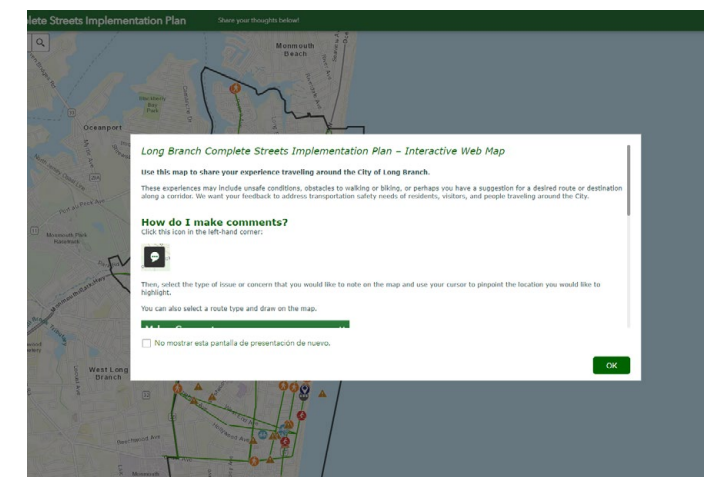 lete Streets Implementation Plan Share your thoughts below!
Monmouth
Beach
Oceanport
Long Branch Complete Streets Implementation Plan – Interactive Web Map
Use this map to share your experience traveling around the City of Long Branch.
These experiences may include unsafe conditions, obstacles to walking or biking, or perhaps you have a suggestion for a desired route or destination
along a corridor. We want your feedback to address transportation safety needs of residents, visitors, and people traveling around the City.
How do I make comments?
Click this icon in the left-hand corner:
Then, select the type of issue or concern that you would like to note on the map and use your cursor to pinpoint the location you would like to
highlight.
You can also select a route type and draw on the map.
No mostrar esta pantalla de presentación de nuevo.
OK
West Long
Branch
Monmouth